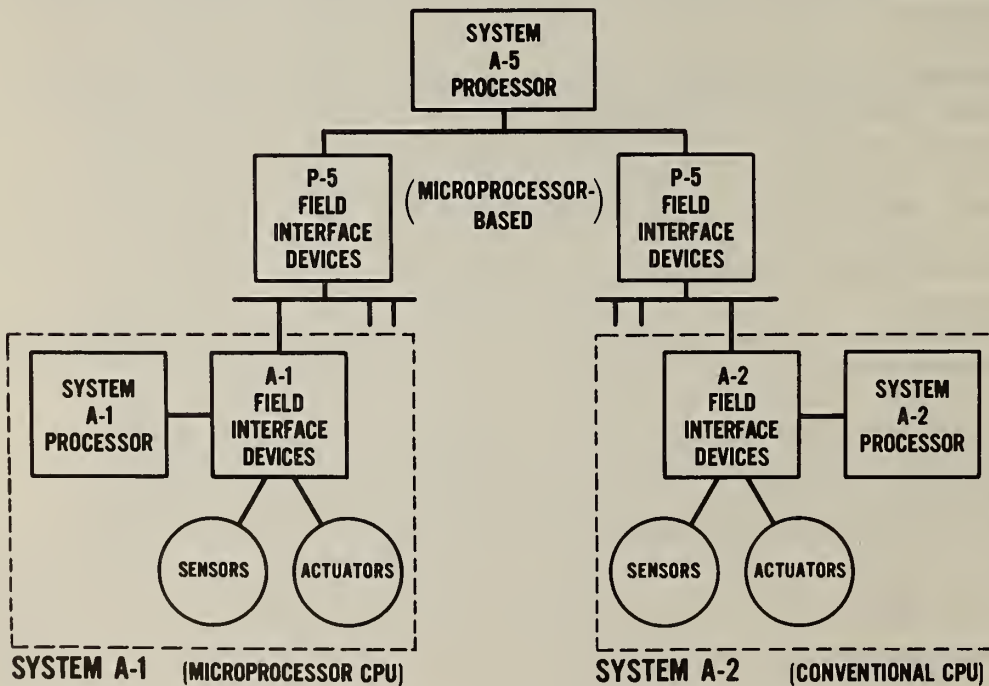 SYSTEM
A-5
PROCESSOR
P-5
FIELD
INTERFACE
DEVICES
(MICROPROCESSOR-
BASED)
P-5
FIELD
INTERFACE
DEVICES
SYSTEM
A-1
PROCESSOR
A-1
FIELD
INTERFACE
DEVICES
SENSORS
ACTUATORS
SYSTEM A-1 (MICROPROCESSOR CPU)
A-2
FIELD
INTERFACE
DEVICES
SYSTEM
A-2
PROCESSOR
SENSORS
ACTUATORS
SYSTEM A-2 (CONVENTIONAL CPU)